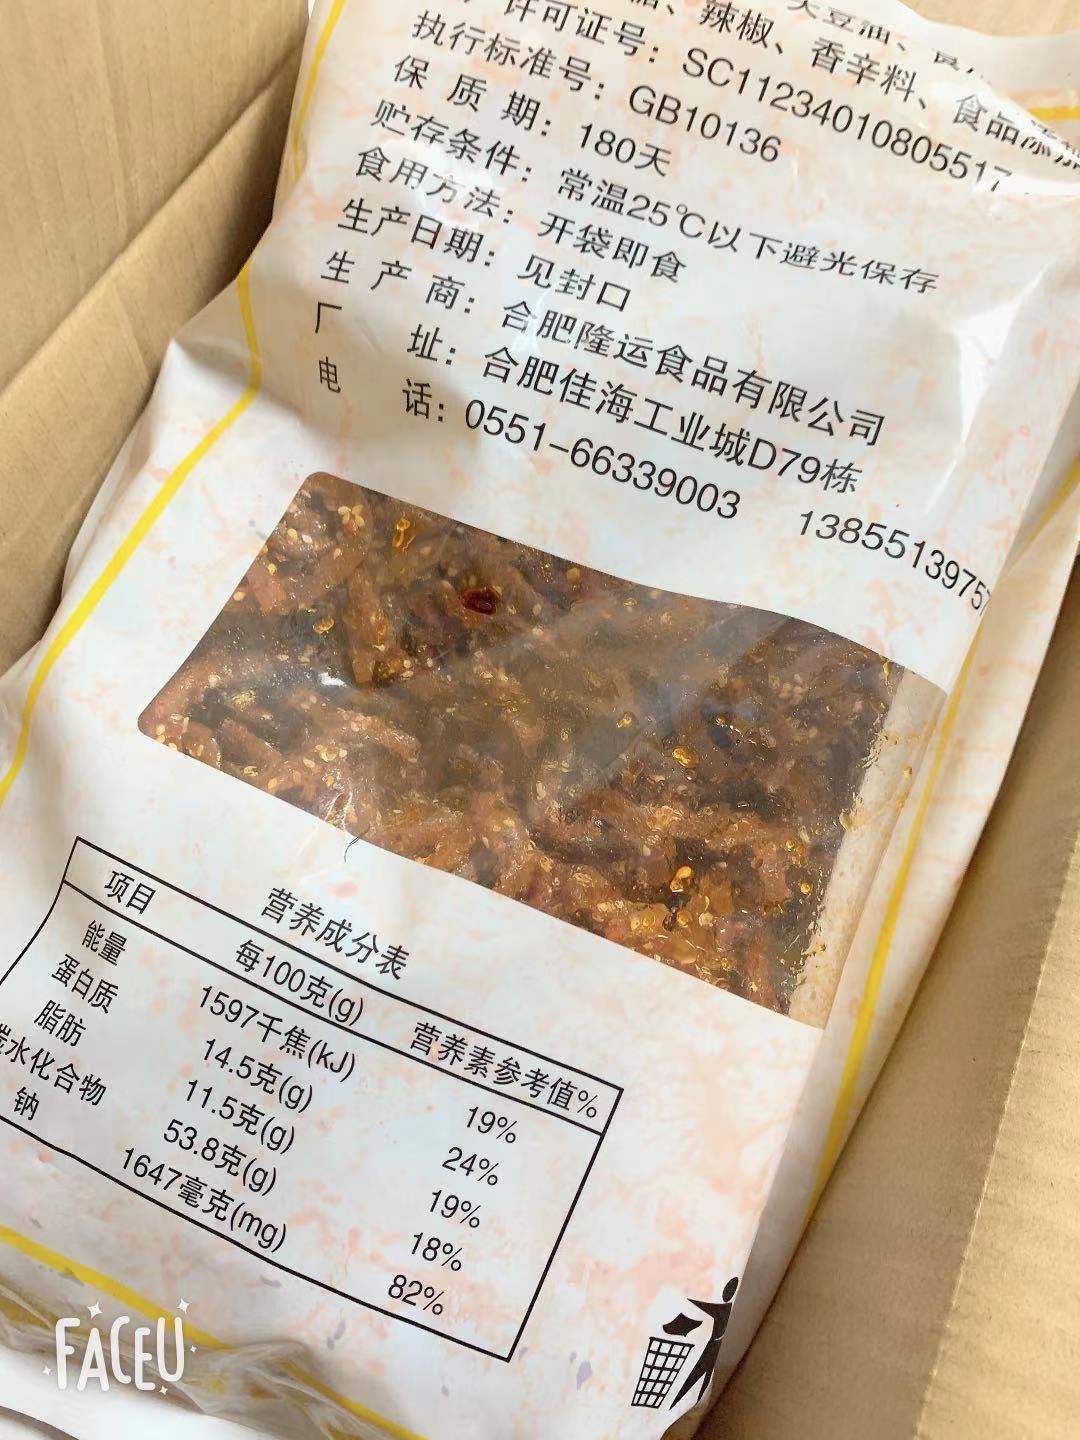 、辣椒、香辛料、食品添加
大豆油、食
许可证号：SC11234010805517
执行标准号：GB10136
保质期：180天
贮存条件：常温25℃以下避光保存
食用方法：开袋即食
生产日期：见封口
生产商：合肥隆运食品有限公司
厂址：合肥佳海工业城D79栋
电话：0551-66339003 1385513975
营养成分表
项目 每100克(g) 营养素参考值%
能量 1597千焦(kJ) 19%
蛋白质 14.5克(g) 24%
脂肪 11.5克(g) 19%
碳水化合物 53.8克(g) 18%
钠 1647毫克(mg) 82%
FACEU